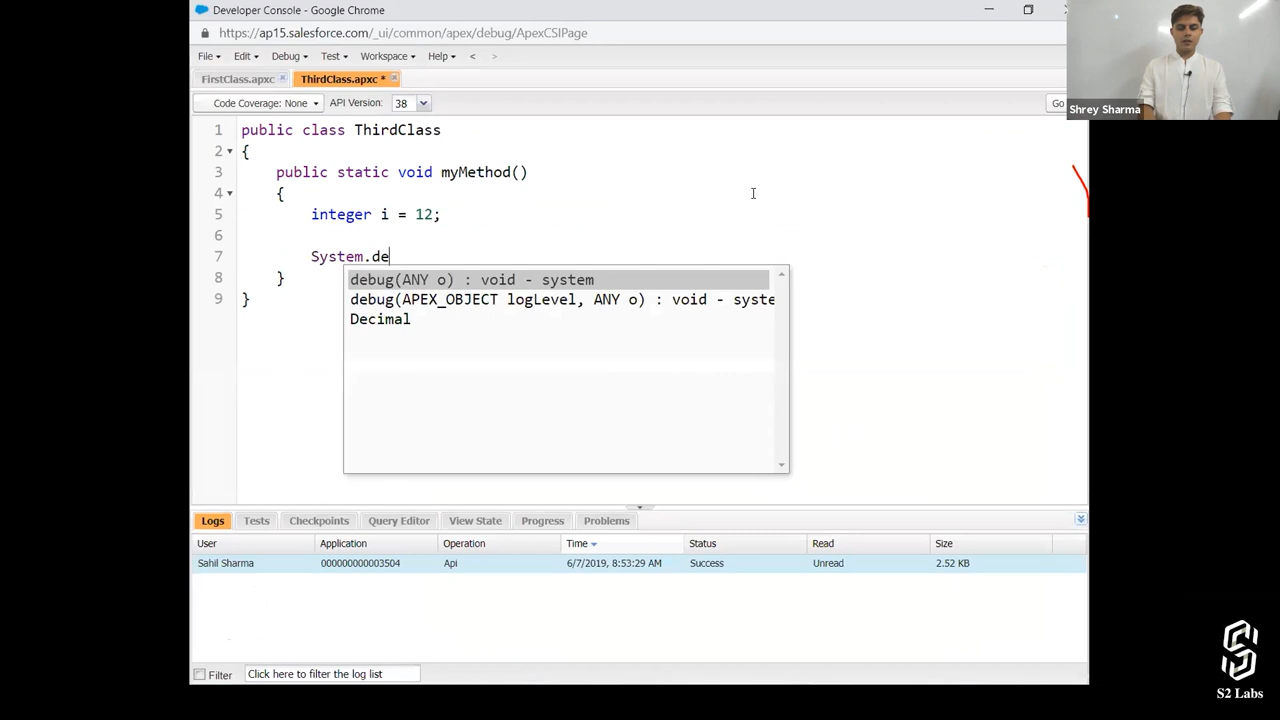 Developer Console - Google Chrome
https://ap15.salesforce.com/_ui/common/apex/debug/ApexCSIPage
File Edit Debug Test Workspace Help < >
FirstClass.apxc ThirdClass.apxc *
Code Coverage: None API Version: 38 Go
Shrey Sharma
1 public class ThirdClass
2 {
3 public static void myMethod()
4 {
5 integer i = 12;
6
7 System.de
8 }
9 }
debug(ANY o) : void - system
debug(APEX_OBJECT logLevel, ANY o) : void - syste
Decimal
Logs Tests Checkpoints Query Editor View State Progress Problems
User Application Operation Time Status Read Size
Sahil Sharma 000000000003504 Api 6/7/2019, 8:53:29 AM Success Unread 2.52 KB
Filter Click here to filter the log list
S2 Labs